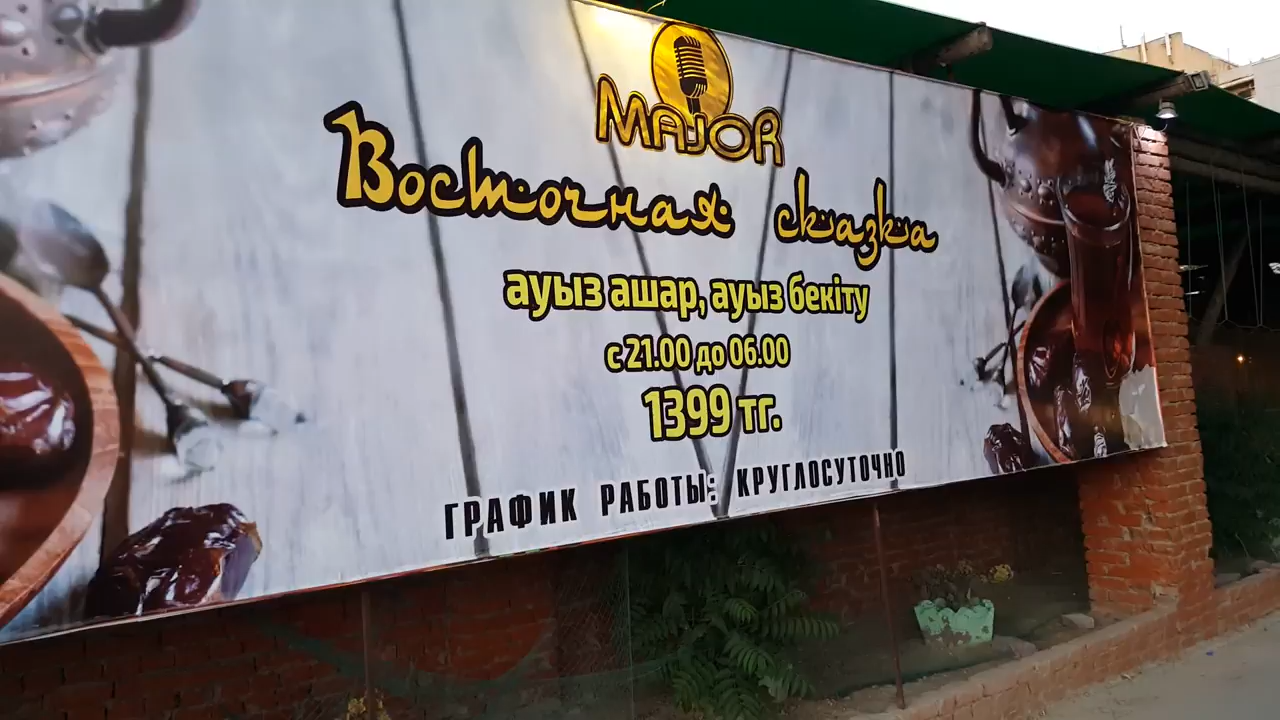 MAJOR
Восточная сказка
ауыз ашар, ауыз бекіту
с 21.00 до 06.00
1399 тг.
ГРАФИК РАБОТЫ: КРУГЛОСУТОЧНО